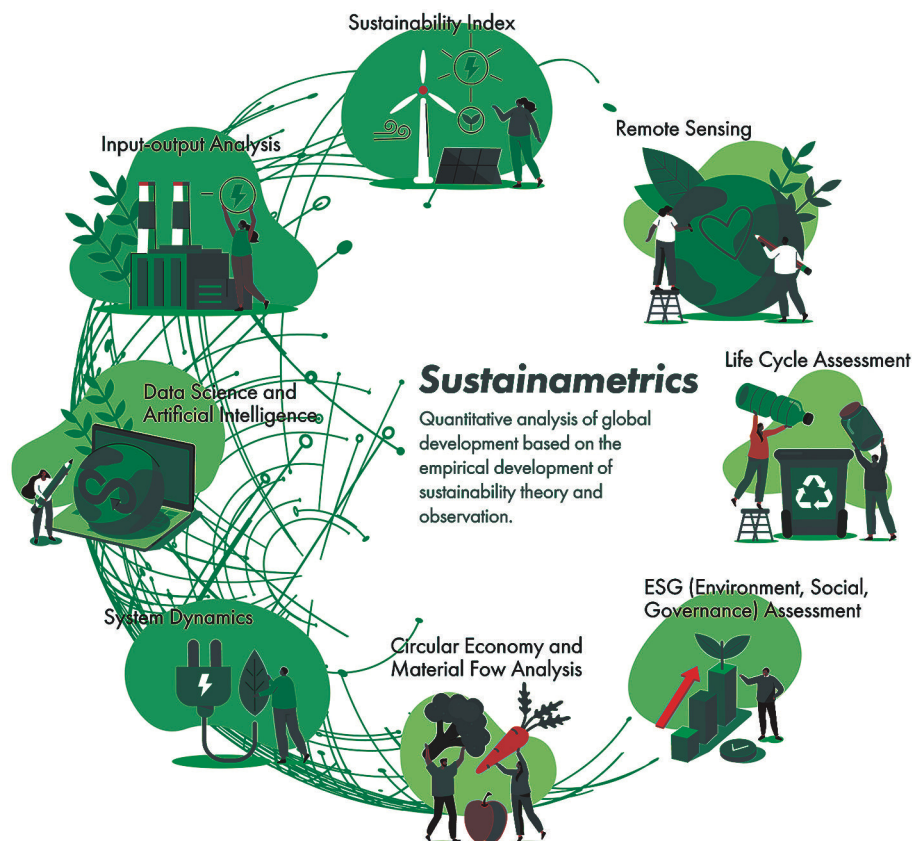 Sustainability Index
Remote Sensing
Input-output Analysis
Life Cycle Assessment
Sustainametrics
Quantitative analysis of global
development based on the
empirical development of
sustainability theory and
observation.
Data Science and
Artificial Intelligence
ESG (Environment, Social,
Governance) Assessment
System Dynamics
Circular Economy and
Material Fow Analysis